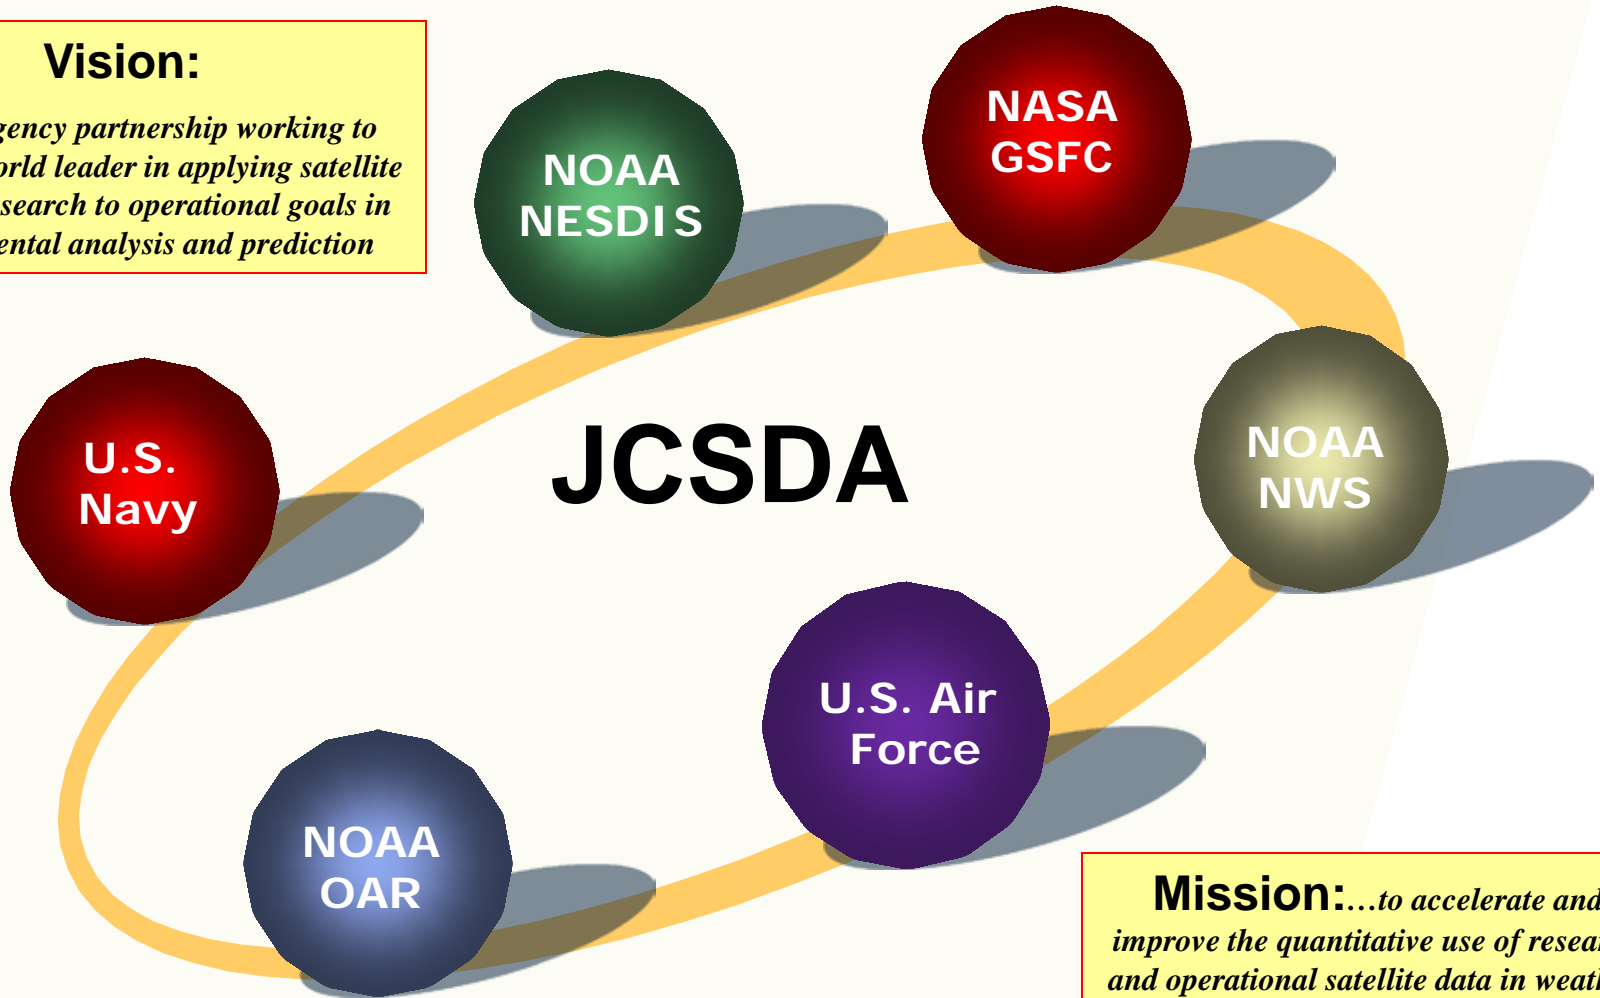 Vision:
gency partnership working to
orld leader in applying satellite
search to operational goals in
ental analysis and prediction
NASA
GSFC
NOAA
NESDIS
U.S.
Navy
JCSDA
NOAA
NWS
U.S. Air
Force
NOAA
OAR
Mission:...to accelerate and
improve the quantitative use of resear
and operational satellite data in weath